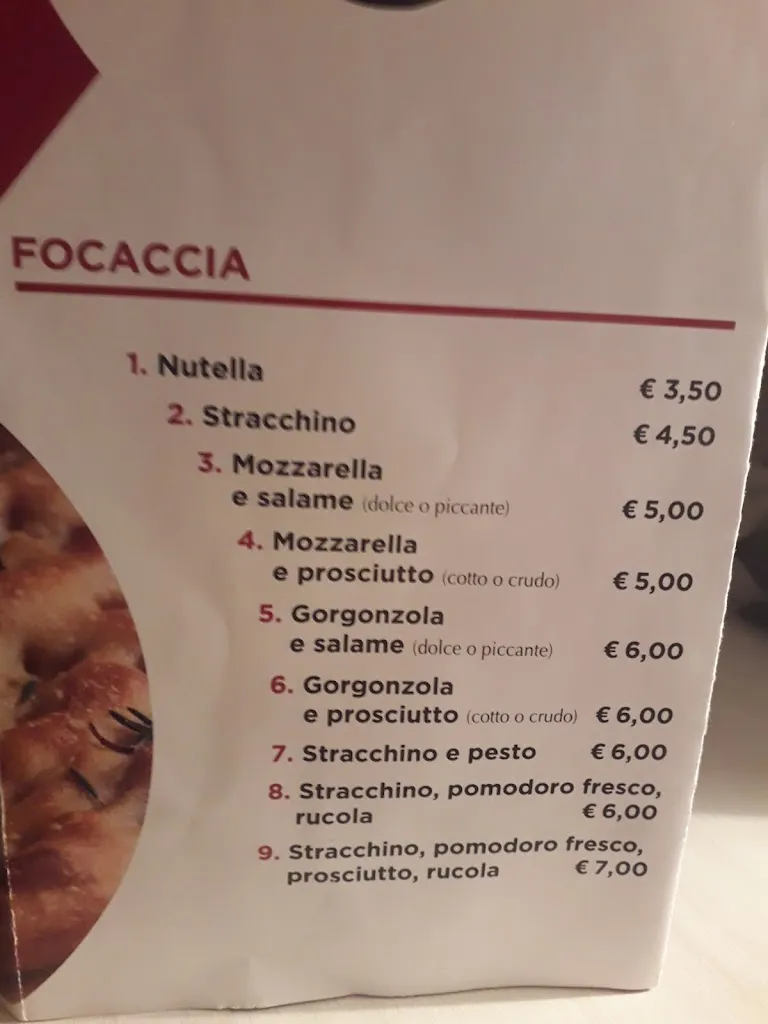 FOCACCIA
1. Nutella € 3,50
2. Stracchino € 4,50
3. Mozzarella
e salame (dolce o piccante) € 5,00
4. Mozzarella
e prosciutto (cotto o crudo) € 5,00
5. Gorgonzola
e salame (dolce o piccante) € 6,00
6. Gorgonzola
e prosciutto (cotto o crudo) € 6,00
7. Stracchino e pesto € 6,00
8. Stracchino, pomodoro fresco,
rucola € 6,00
9. Stracchino, pomodoro fresco,
prosciutto, rucola € 7,00